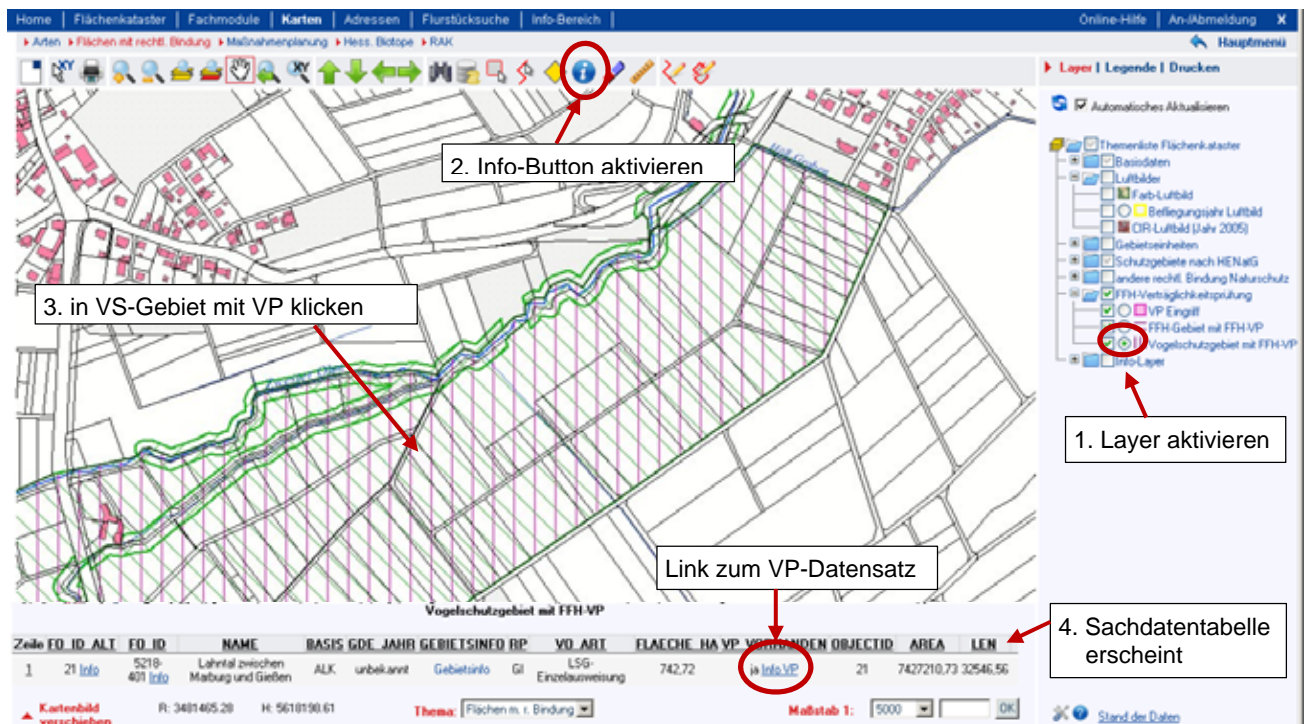 Home | Flächenkataster | Fachmodule | Karten | Adressen | Flurstücksuche | Info-Bereich |
Online-Hilfe | An-/Abmeldung X
Arten Flächen mit rechtl. Bindung Maßnahmenplanung Hess. Biotope RAK
Hauptmenü
Layer | Legende | Drucken
Automatisches Aktualisieren
Themenliste Flächenkataster
Basisdaten
Luftbilder
Farb-Luftbild
Befliegungsjahr Luftbild
CIR-Luftbild (Jahr 2005)
Gebietseinheiten
Schutzgebiete nach HENatG
andere rechtl. Bindung Naturschutz
FFH-Verträglichkeitsprüfung
VP Eingriff
FFH-Gebiet mit FFH-VP
Vogelschutzgebiet mit FFH-VP
Info-Layer
2. Info-Button aktivieren
3. in VS-Gebiet mit VP klicken
1. Layer aktivieren
Link zum VP-Datensatz
4. Sachdatentabelle
erscheint
Vogelschutzgebiet mit FFH-VP
Zeile FO_ID_ALT FO_ID NAME BASIS GDE_JAHR GEBIETSINFO RP VO_ART FLAECHE_HA VP_VORHANDEN OBJECTID AREA LEN
1 21 Info 5218-401 Info Lahntal zwischen Marburg und Gießen ALK. unbekannt Gebietsinfo GI LSG-Einzelausweisung 742,72 ja Info VP 21 7427210,73 32546,56
Kartenbild
verschieben
R: 3481465.28 H: 5618198.61
Thema: Flächen m. r. Bindung
Maßstab 1: 5000 OK
Stand der Daten